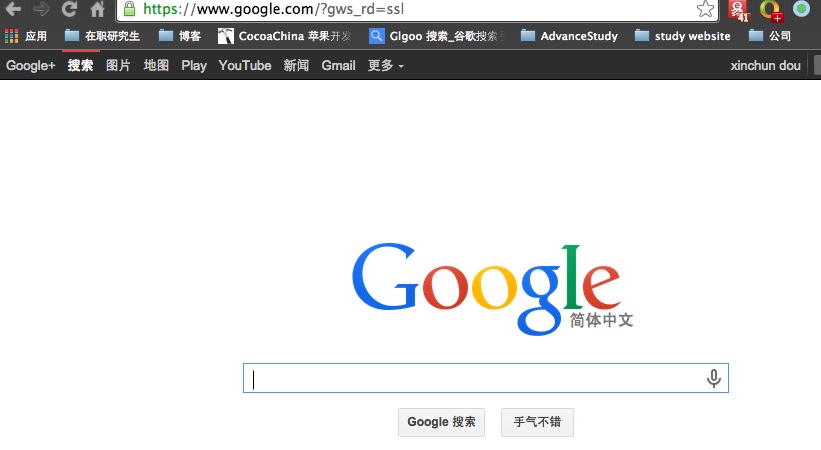 https://www.google.com/?gws_rd=ssl
41
应用 在职研究生 博客 CocoaChina 苹果开发 Glgoo 搜索_谷歌搜索 AdvanceStudy study website 公司
Google+ 搜索 图片 地图 Play YouTube 新闻 Gmail 更多 xinchun dou
Google
简体中文
Google 搜索 手气不错